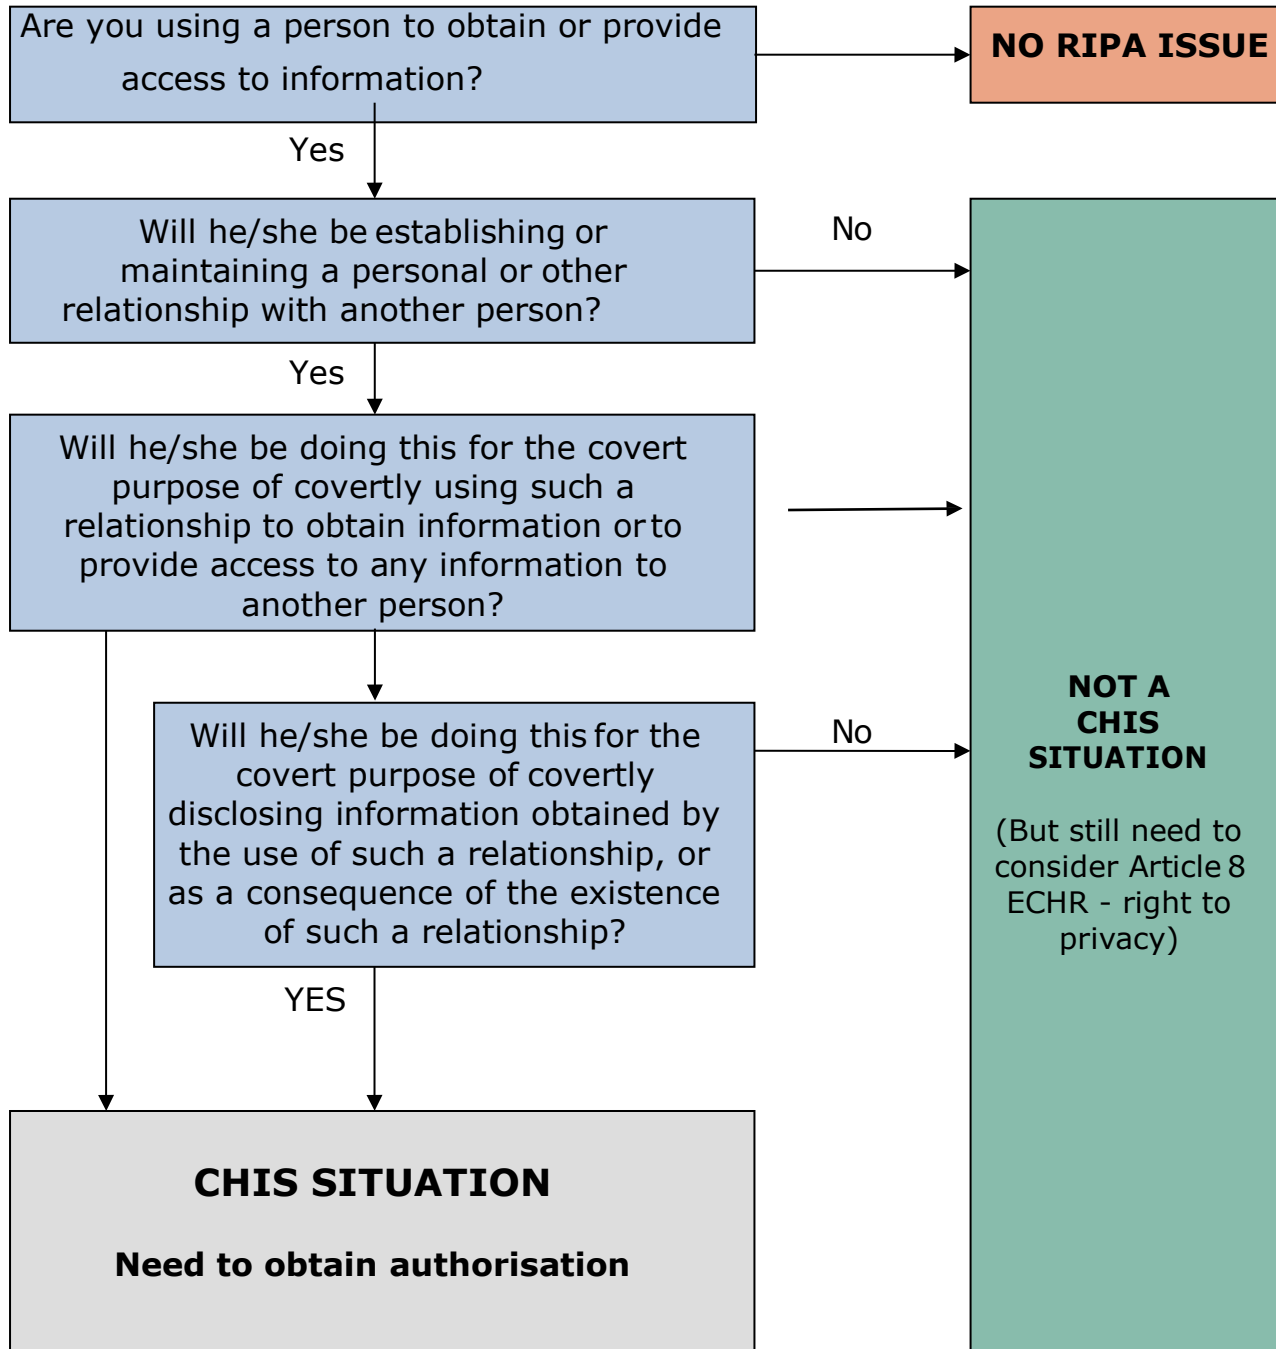 Are you using a person to obtain or provide
access to information?
NO RIPA ISSUE
Yes
Will he/she be establishing or
maintaining a personal or other
relationship with another person?
No
Yes
Will he/she be doing this for the covert
purpose of covertly using such a
relationship to obtain information or to
provide access to any information to
another person?
Will he/she be doing this for the
covert purpose of covertly
disclosing information obtained by
the use of such a relationship, or
as a consequence of the existence
of such a relationship?
No
NOT A
CHIS
SITUATION
(But still need to
consider Article 8
ECHR - right to
privacy)
YES
CHIS SITUATION
Need to obtain authorisation